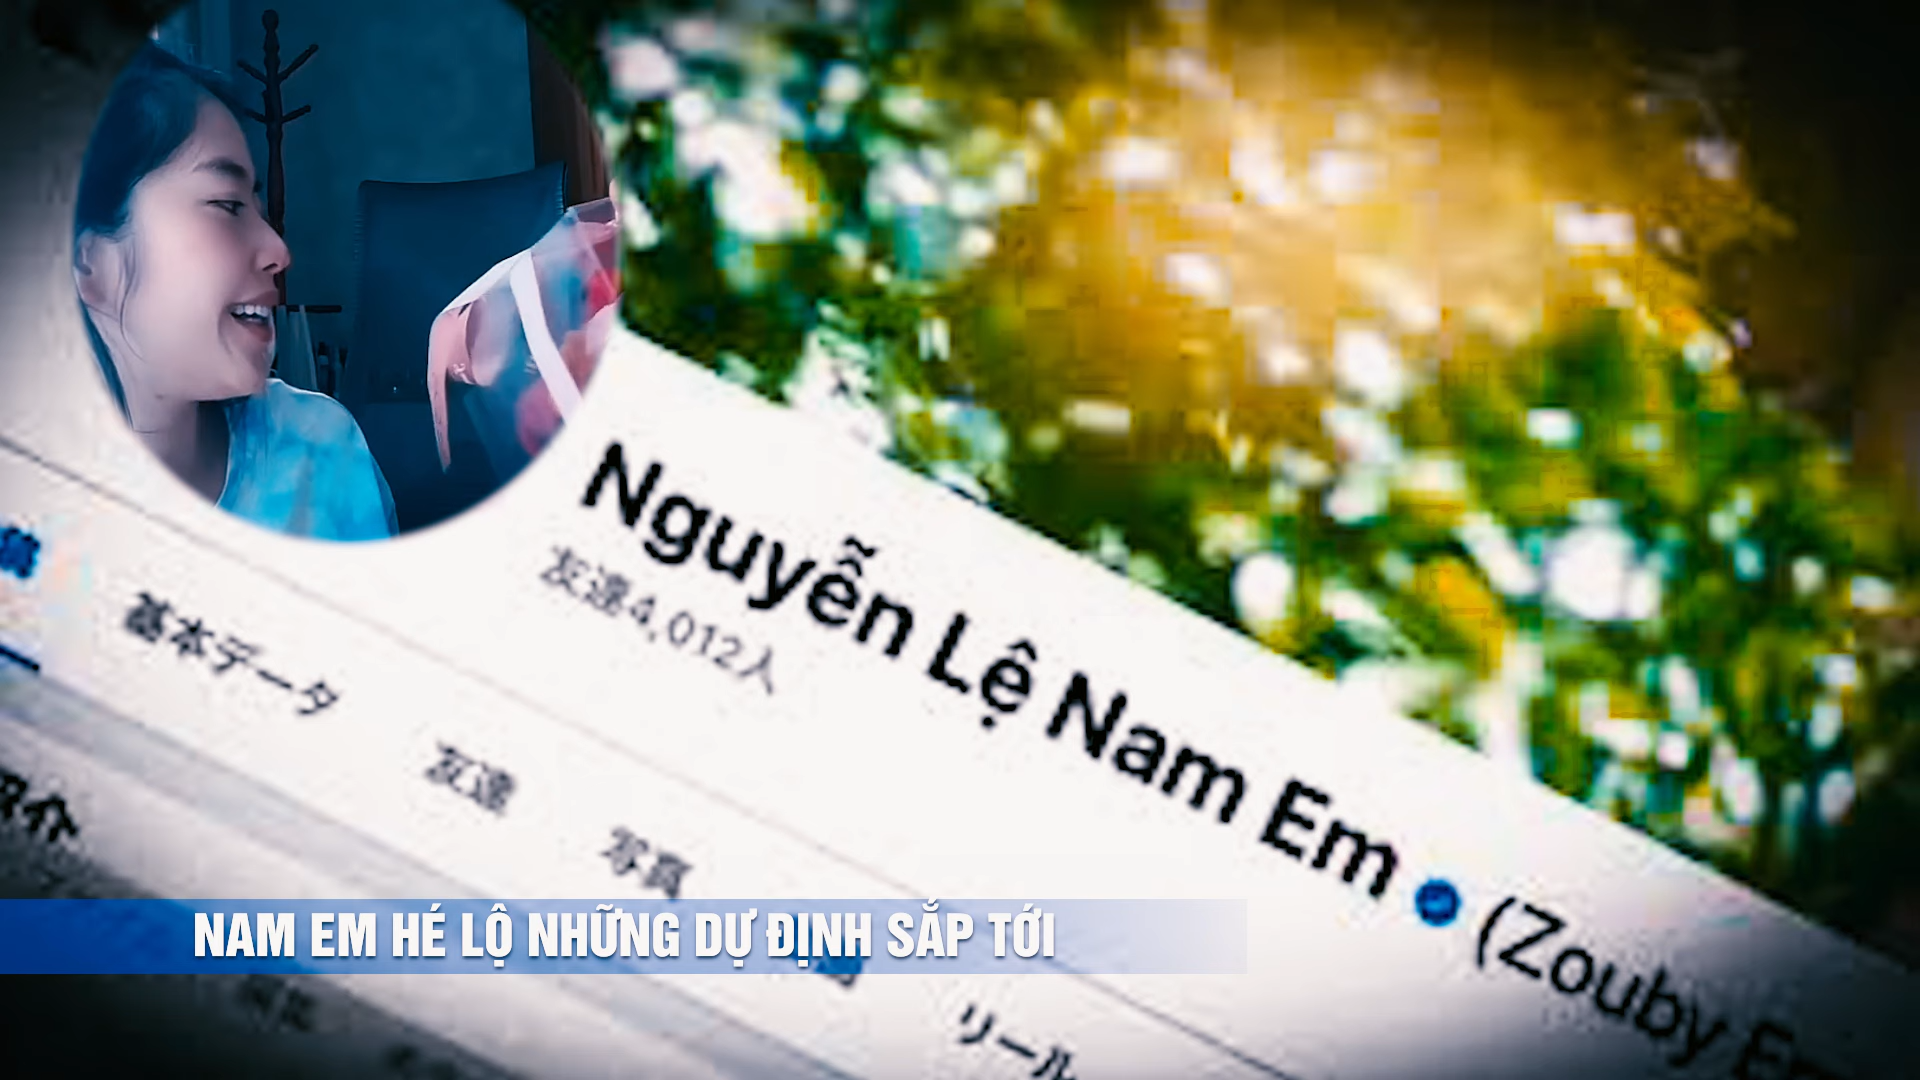 Nguyễn Lệ Nam Em (Zouby
友達4,012人
基本データ
友達
写真
リール
NAM EM HÉ LỘ NHỮNG DỰ ĐỊNH SẮP TỚI